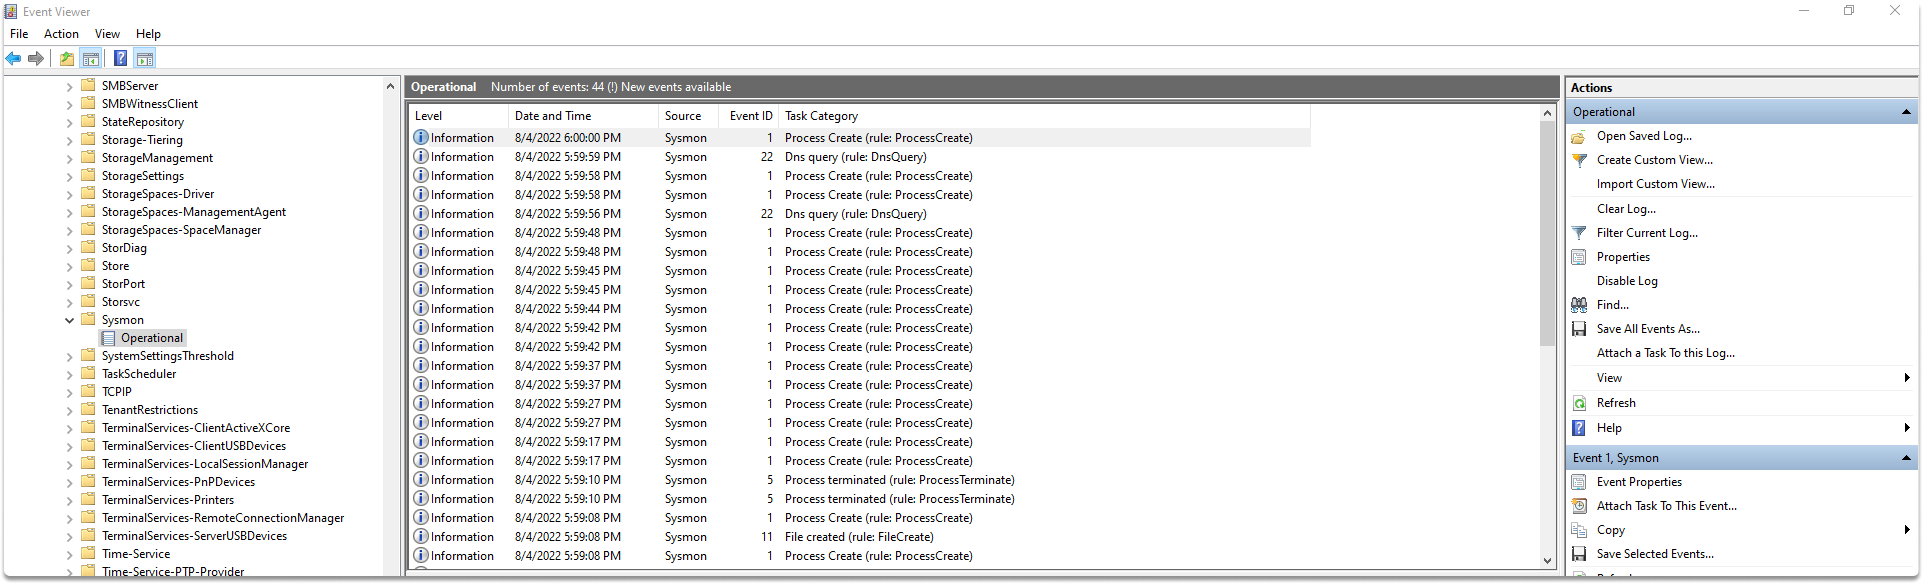 Event Viewer
File Action View Help
SMBServer
SMBWitnessClient
StateRepository
Storage-Tiering
StorageManagement
StorageSettings
StorageSpaces-Driver
StorageSpaces-ManagementAgent
StorageSpaces-SpaceManager
StorDiag
Store
StorPort
Storsvc
Sysmon
Operational
SystemSettingsThreshold
TaskScheduler
TCPIP
TenantRestrictions
TerminalServices-ClientActiveXCore
TerminalServices-ClientUSBDevices
TerminalServices-LocalSessionManager
TerminalServices-PnPDevices
TerminalServices-Printers
TerminalServices-RemoteConnectionManager
TerminalServices-ServerUSBDevices
Time-Service
Time-Service-PTP-Provider
Operational Number of events: 44 (!) New events available
Level Date and Time Source Event ID Task Category
Information 8/4/2022 6:00:00 PM Sysmon 1 Process Create (rule: ProcessCreate)
Information 8/4/2022 5:59:59 PM Sysmon 22 Dns query (rule: DnsQuery)
Information 8/4/2022 5:59:58 PM Sysmon 1 Process Create (rule: ProcessCreate)
Information 8/4/2022 5:59:58 PM Sysmon 1 Process Create (rule: ProcessCreate)
Information 8/4/2022 5:59:56 PM Sysmon 22 Dns query (rule: DnsQuery)
Information 8/4/2022 5:59:48 PM Sysmon 1 Process Create (rule: ProcessCreate)
Information 8/4/2022 5:59:48 PM Sysmon 1 Process Create (rule: ProcessCreate)
Information 8/4/2022 5:59:45 PM Sysmon 1 Process Create (rule: ProcessCreate)
Information 8/4/2022 5:59:45 PM Sysmon 1 Process Create (rule: ProcessCreate)
Information 8/4/2022 5:59:44 PM Sysmon 1 Process Create (rule: ProcessCreate)
Information 8/4/2022 5:59:42 PM Sysmon 1 Process Create (rule: ProcessCreate)
Information 8/4/2022 5:59:42 PM Sysmon 1 Process Create (rule: ProcessCreate)
Information 8/4/2022 5:59:37 PM Sysmon 1 Process Create (rule: ProcessCreate)
Information 8/4/2022 5:59:37 PM Sysmon 1 Process Create (rule: ProcessCreate)
Information 8/4/2022 5:59:27 PM Sysmon 1 Process Create (rule: ProcessCreate)
Information 8/4/2022 5:59:27 PM Sysmon 1 Process Create (rule: ProcessCreate)
Information 8/4/2022 5:59:17 PM Sysmon 1 Process Create (rule: ProcessCreate)
Information 8/4/2022 5:59:17 PM Sysmon 1 Process Create (rule: ProcessCreate)
Information 8/4/2022 5:59:10 PM Sysmon 5 Process terminated (rule: ProcessTerminate)
Information 8/4/2022 5:59:10 PM Sysmon 5 Process terminated (rule: ProcessTerminate)
Information 8/4/2022 5:59:08 PM Sysmon 1 Process Create (rule: ProcessCreate)
Information 8/4/2022 5:59:08 PM Sysmon 11 File created (rule: FileCreate)
Information 8/4/2022 5:59:08 PM Sysmon 1 Process Create (rule: ProcessCreate)
Actions
Operational
Open Saved Log...
Create Custom View...
Import Custom View...
Clear Log...
Filter Current Log...
Properties
Disable Log
Find...
Save All Events As...
Attach a Task To this Log...
View
Refresh
Help
Event 1, Sysmon
Event Properties
Attach Task To This Event...
Copy
Save Selected Events...